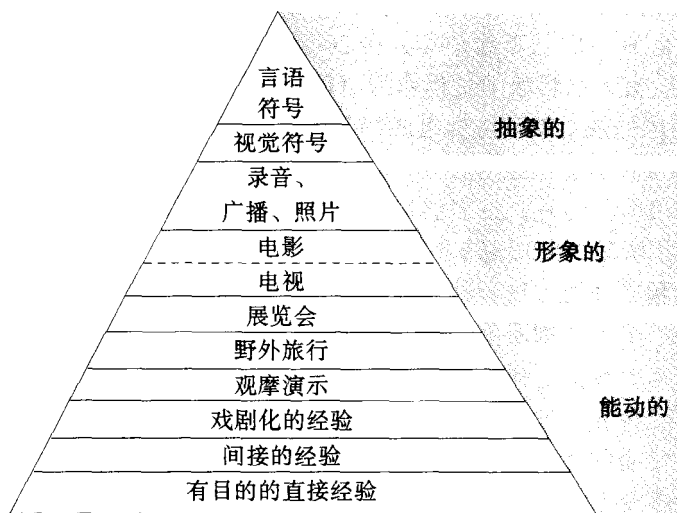 言语
符号
抽象的
视觉符号
录音、
广播、照片
电影
形象的
电视
展览会
野外旅行
观摩演示
能动的
戏剧化的经验
间接的经验
有目的的直接经验